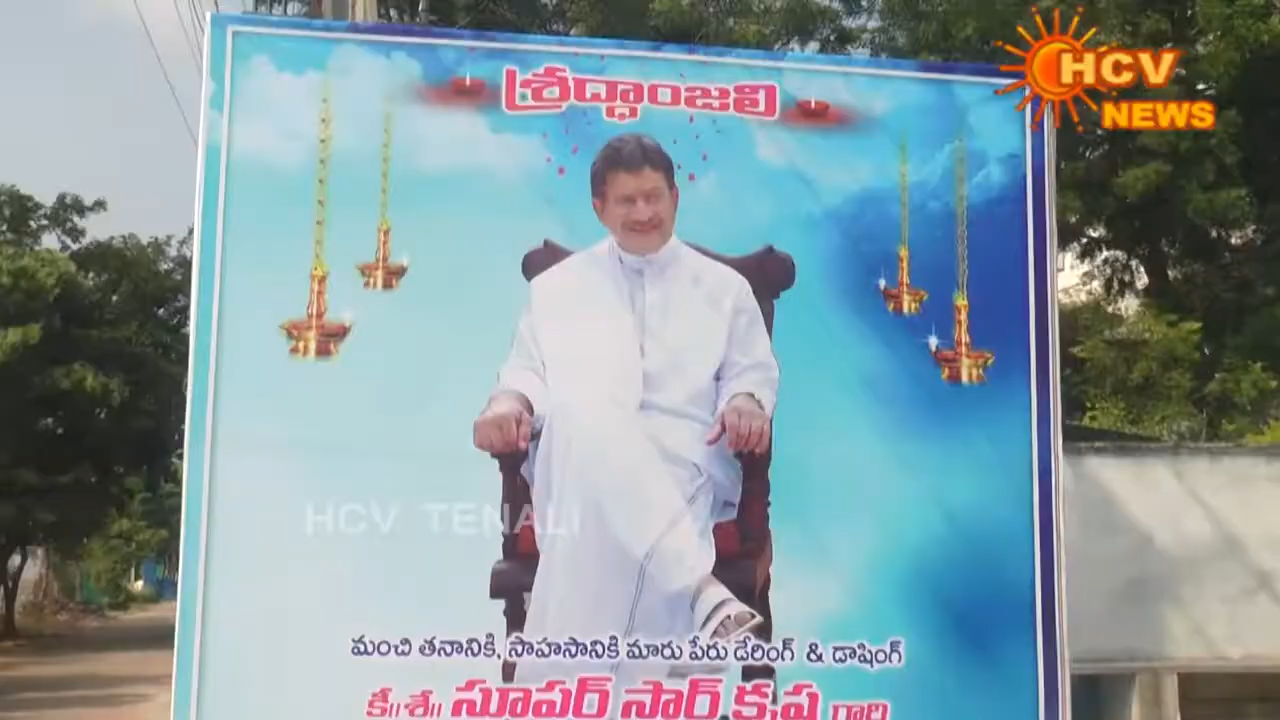 HCV
NEWS
శ్రద్ధాంజలి
HCV TENALI
మంచి తనానికి, సాహసానికి మారు పేరు డేరింగ్ & డాషింగ్
కీ॥శే॥ సూపర్ స్టార్ కృష్ణ గారి